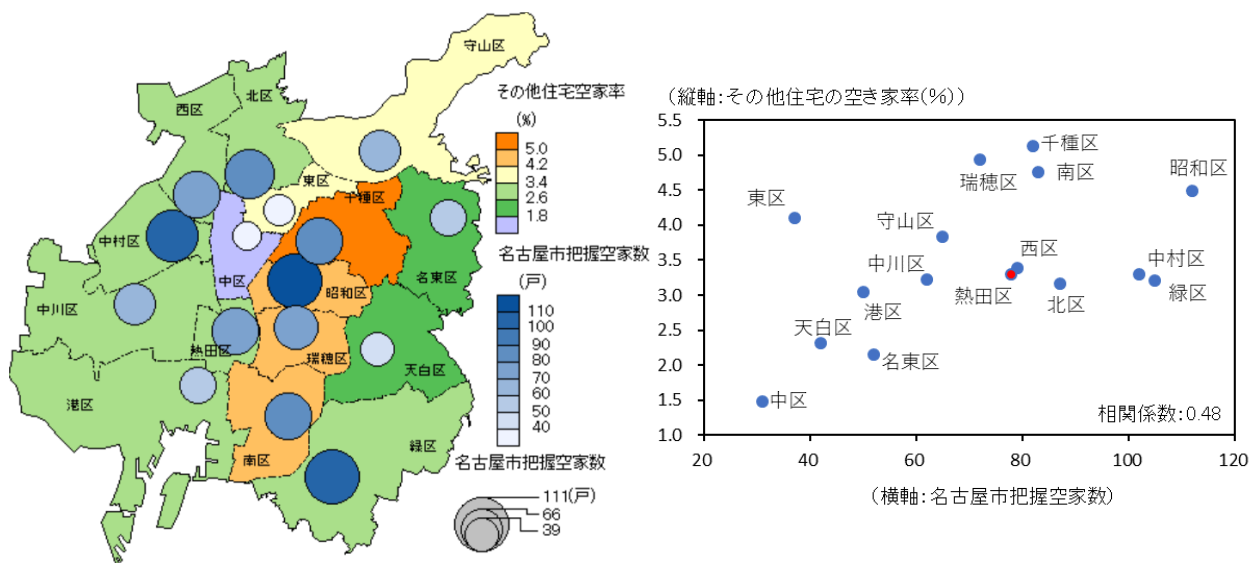 守山区
北区
西区
東区
千種区
中村区
中区
名東区
昭和区
中川区
熱田区
瑞穂区
天白区
港区
南区
緑区
その他住宅空家率
(%)
5.0
4.2
3.4
2.6
1.8
名古屋市把握空家数
(戸)
110
100
90
80
70
60
50
40
名古屋市把握空家数
111(戸)
66
39
(縦軸:その他住宅の空き家率(%))
5.5
5.0
4.5
4.0
3.5
3.0
2.5
2.0
1.5
1.0
千種区
瑞穂区
南区
昭和区
東区
守山区
西区
中川区
中村区
熱田区
北区
緑区
港区
天白区
名東区
中区
相関係数:0.48
20 40 60 80 100 120
(横軸:名古屋市把握空家数)